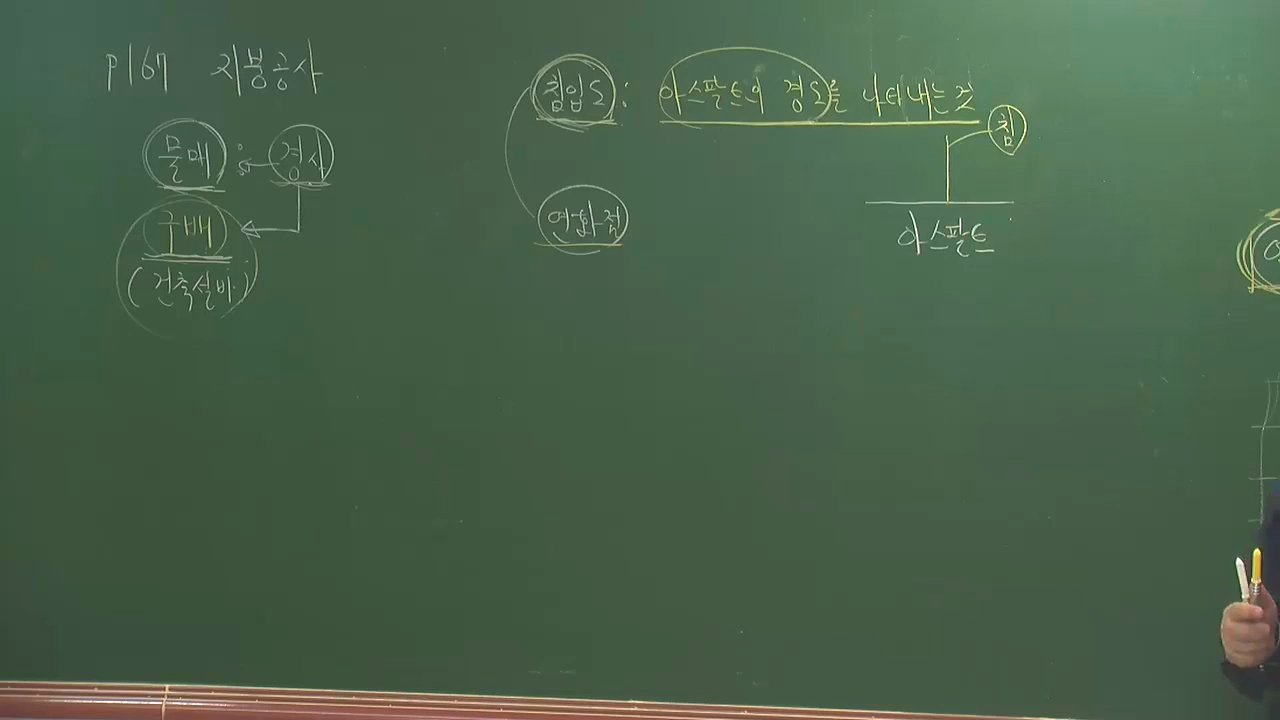 p167 지붕공사
물매 : 경사
구배
(건축설비)
침입도 : 아스팔트의 경도를 나타내는 것
침
연화점
아스팔트